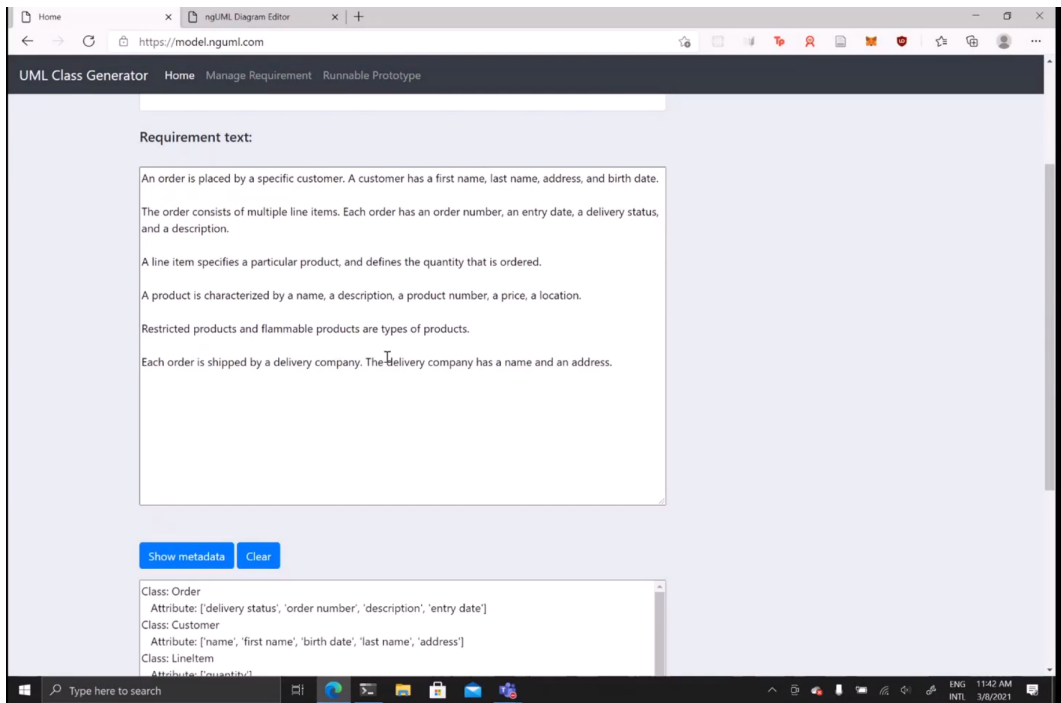 Home
ngUML Diagram Editor
https://model.nguml.com
UML Class Generator Home Manage Requirement Runnable Prototype
Requirement text:
An order is placed by a specific customer. A customer has a first name, last name, address, and birth date.
The order consists of multiple line items. Each order has an order number, an entry date, a delivery status,
and a description.
A line item specifies a particular product, and defines the quantity that is ordered.
A product is characterized by a name, a description, a product number, a price, a location.
Restricted products and flammable products are types of products.
Each order is shipped by a delivery company. The delivery company has a name and an address.
Show metadata Clear
Class: Order
Attribute: ['delivery status', 'order number', 'description', 'entry date']
Class: Customer
Attribute: ['name', 'first name', 'birth date', 'last name', 'address']
Class: LineItem
Attribute: ['quantity']
Type here to search
ENG 11:42 AM
INTL 3/8/2021